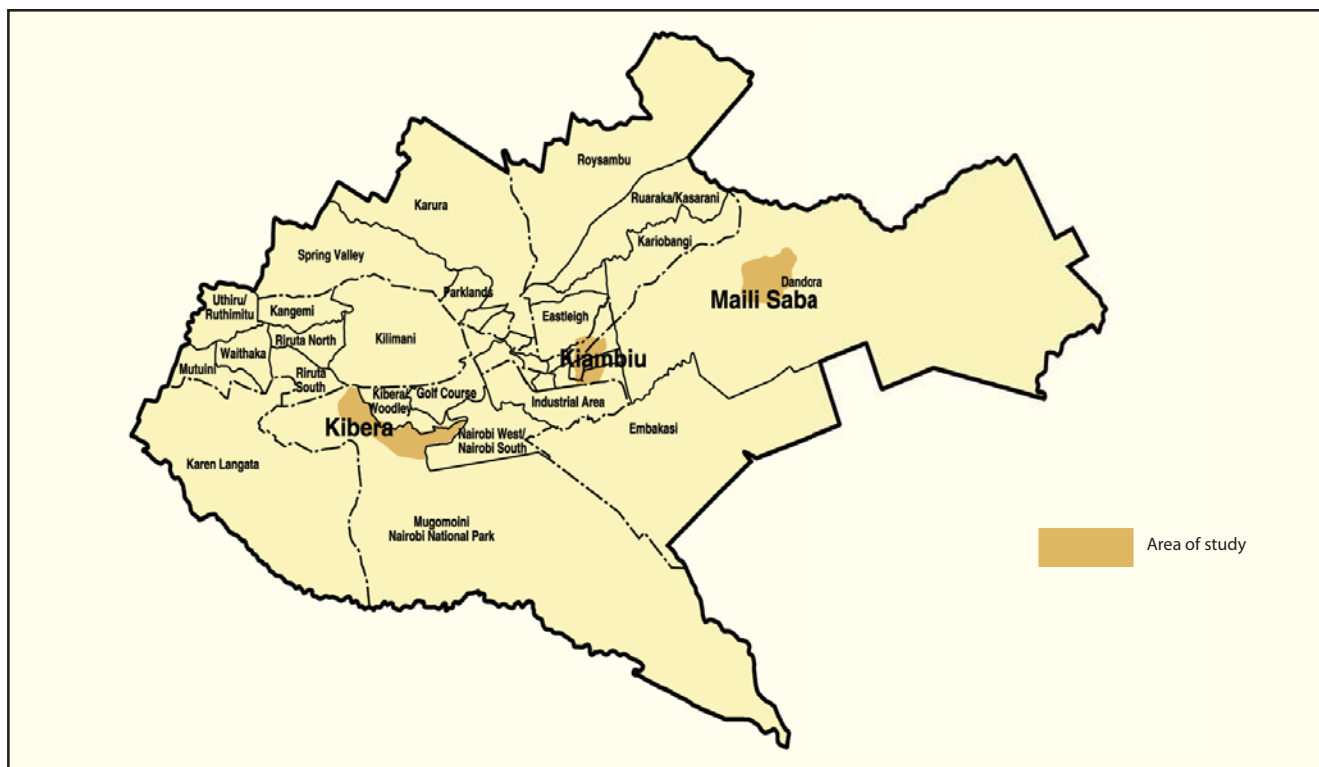 Roysambu
Karura
Ruaraka/Kasarani
Kariobangi
Spring Valley
Dandora
Maili Saba
Parklands
Uthiru/
Ruthimitu
Kangemi
Eastleigh
Kilimani
Riruta North
Waithaka
Kiambiu
Mutuini
Riruta
South
Kibera
Woodley
Golf Course
Industrial Area
Kibera
Embakasi
Nairobi West/
Nairobi South
Karen Langata
Mugomoini
Nairobi National Park
Area of study